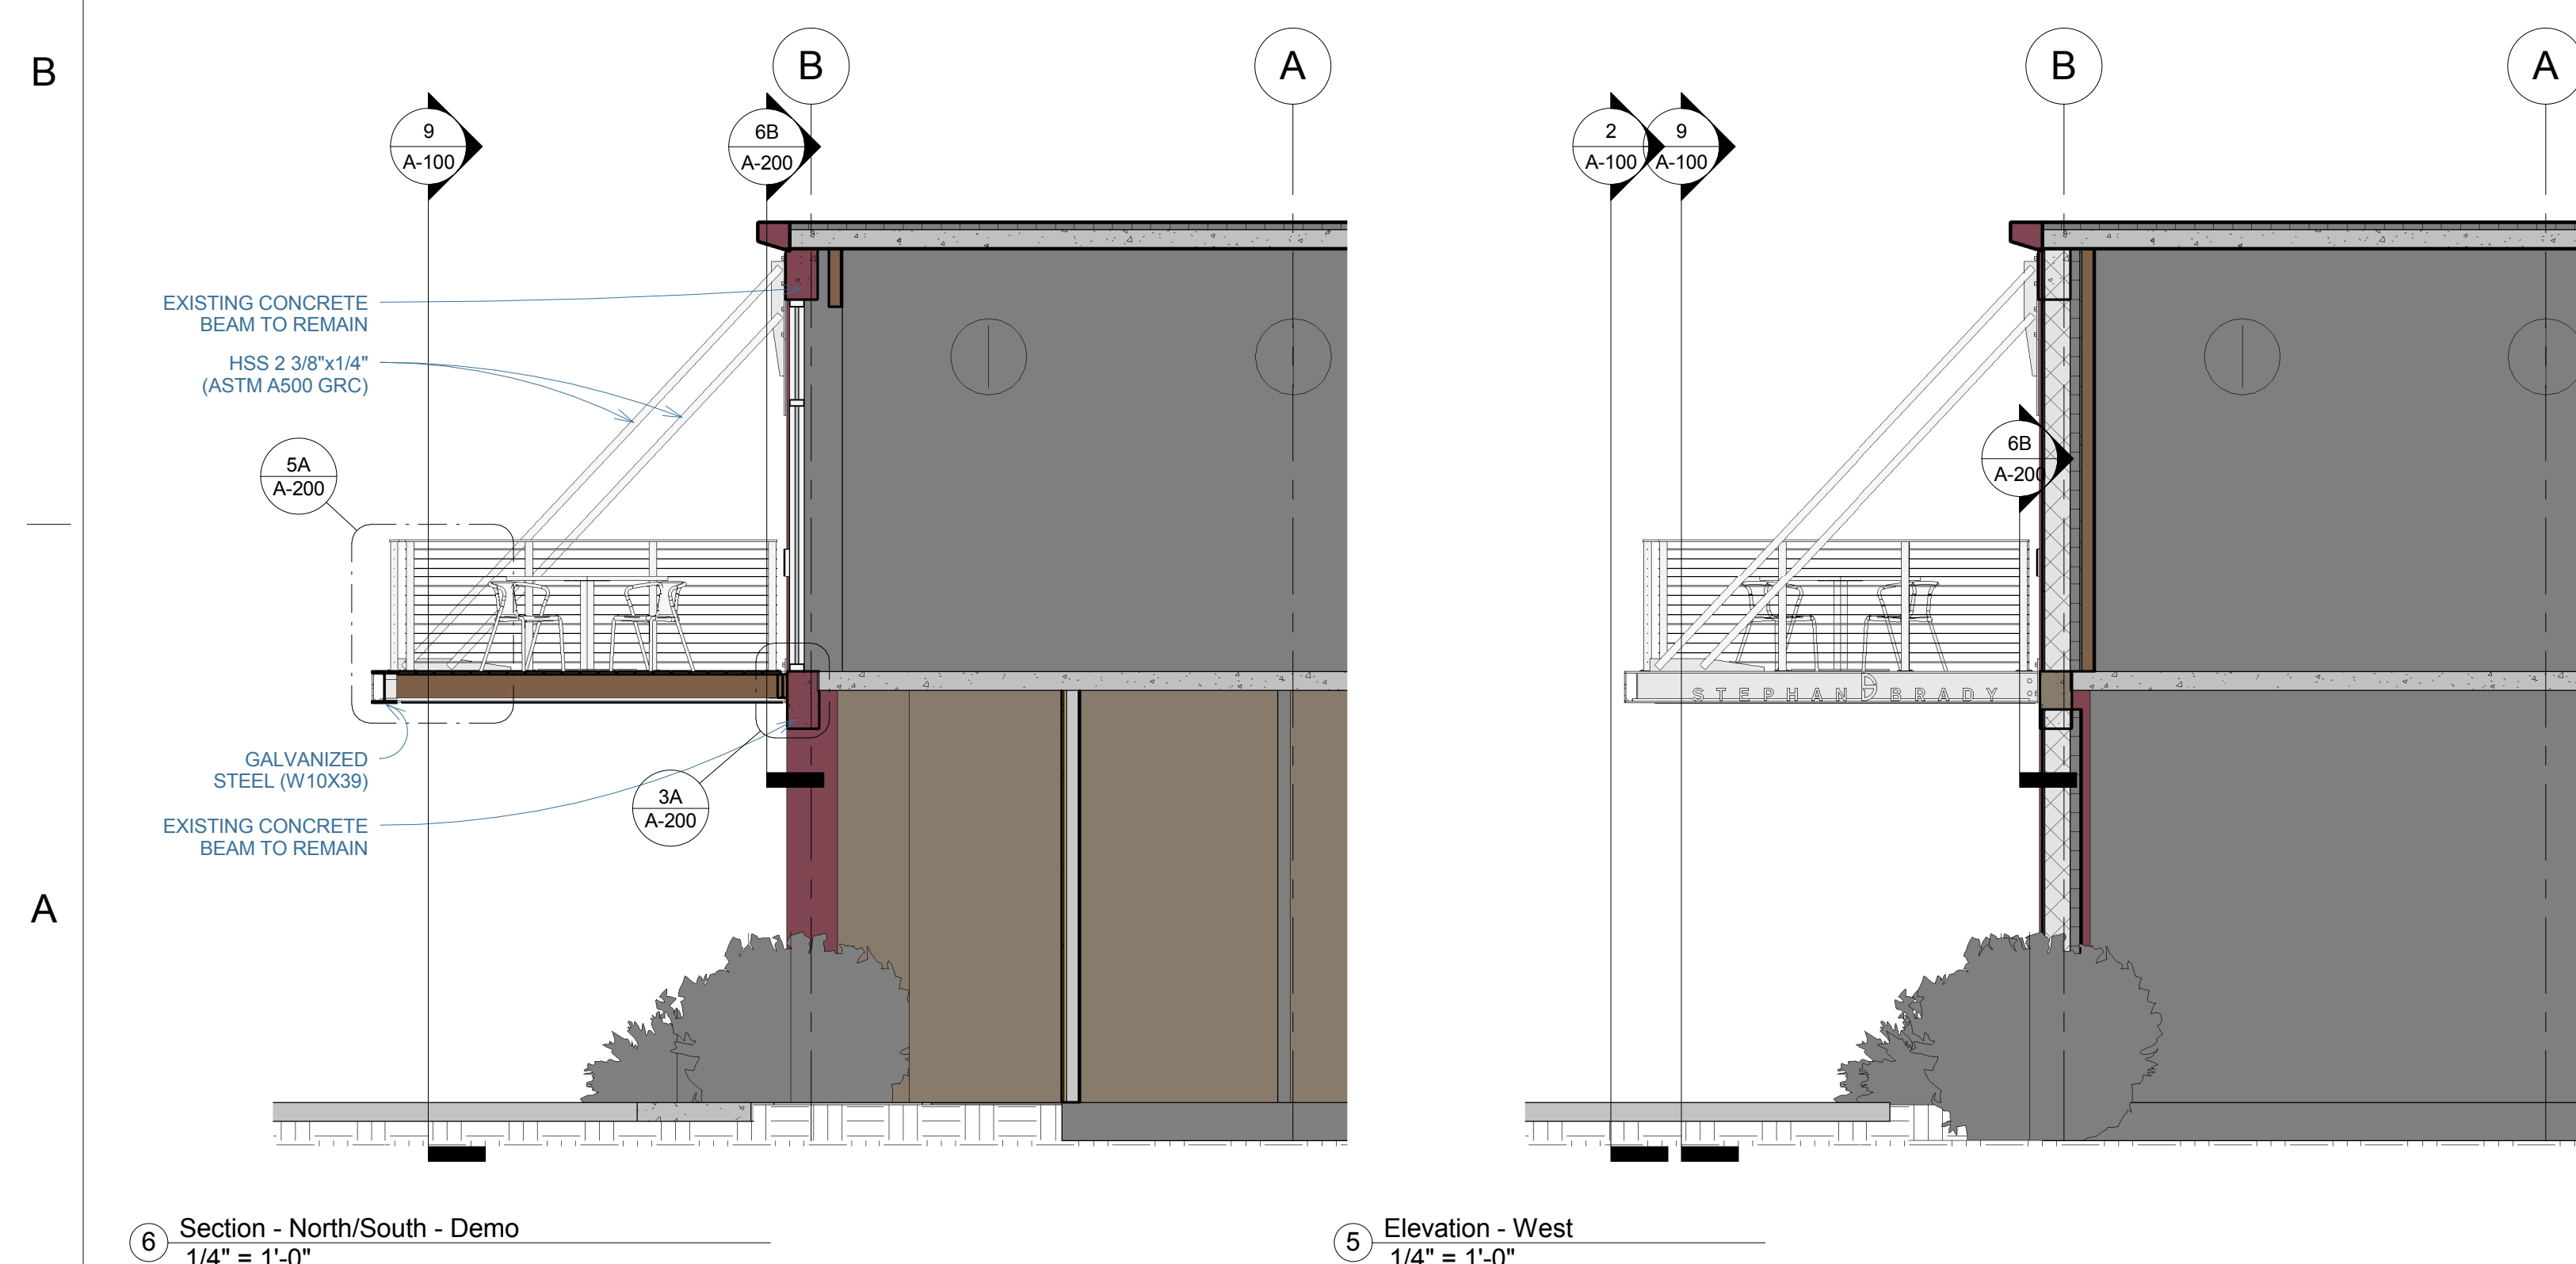 B
B
A
B
A
9
A-100
6B
A-200
2
A-100
9
A-100
EXISTING CONCRETE
BEAM TO REMAIN
HSS 2 3/8"x1/4"
(ASTM A500 GRC)
5A
A-200
6B
A-200
STEPHAN BRADY
GALVANIZED
STEEL (W10X39)
3A
A-200
EXISTING CONCRETE
BEAM TO REMAIN
A
6
Section - North/South - Demo
1/4" = 1'-0"
5
Elevation - West
1/4" = 1'-0"